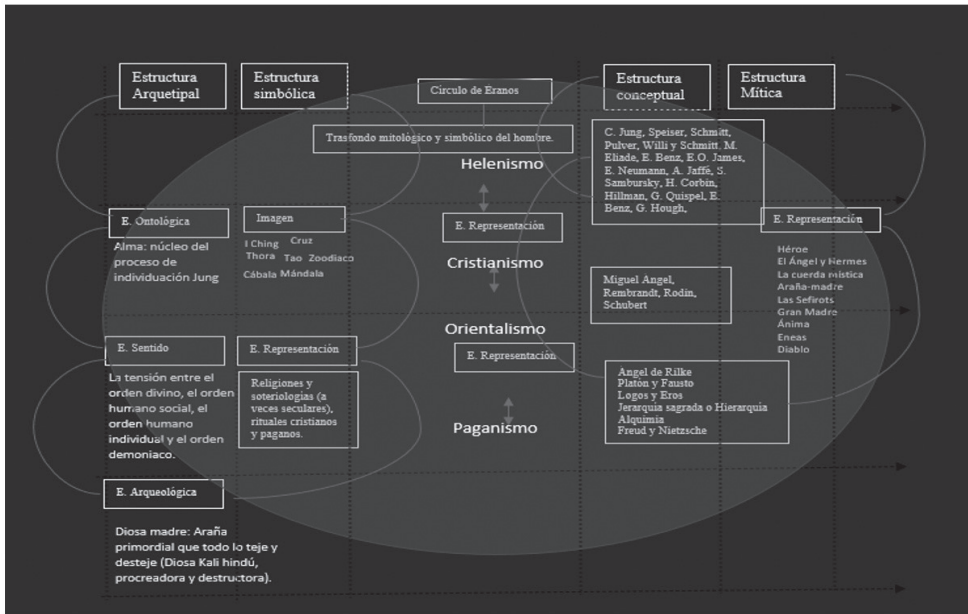 Estructura
Arquetipal
Estructura
simbólica
Círculo de Eranos
Estructura
conceptual
Estructura
Mítica
Trasfondo mitológico y simbólico del hombre.
Helenismo
C. Jung, Speiser, Schmitt,
Pulver, Willi y Schmitt. M.
Eliade, E. Benz, E.O. James,
E. Neumann, A. Jaffé, S.
Sambursky, H. Corbin,
Hillman, G. Quispel, E.
Benz, G. Hough,
E. Ontológica
Alma: núcleo del
proceso de
individuación Jung
Imagen
I Ching Cruz
Thora Tao Zoodiaco
Cábala Mándala
E. Representación
Cristianismo
E. Representación
Héroe
El Ángel y Hermes
La cuerda mística
Araña-madre
Las Sefirots
Gran Madre
Ánima
Eneas
Diablo
Miguel Angel,
Rembrandt, Rodin,
Schubert
Orientalismo
E. Representación
E. Sentido
La tensión entre el
orden divino, el orden
humano social, el
orden humano
individual y el orden
demoniaco.
E. Representación
Religiones y
soteriologías (a
veces seculares),
rituales cristianos
y paganos.
Paganismo
Angel de Rilke
Platón y Fausto
Logos y Eros
Jerarquia sagrada o Hierarquia
Alquimia
Freud y Nietzsche
E. Arqueológica
Diosa madre: Araña
primordial que todo lo teje y
desteje (Diosa Kali hindú,
procreadora y destructora).